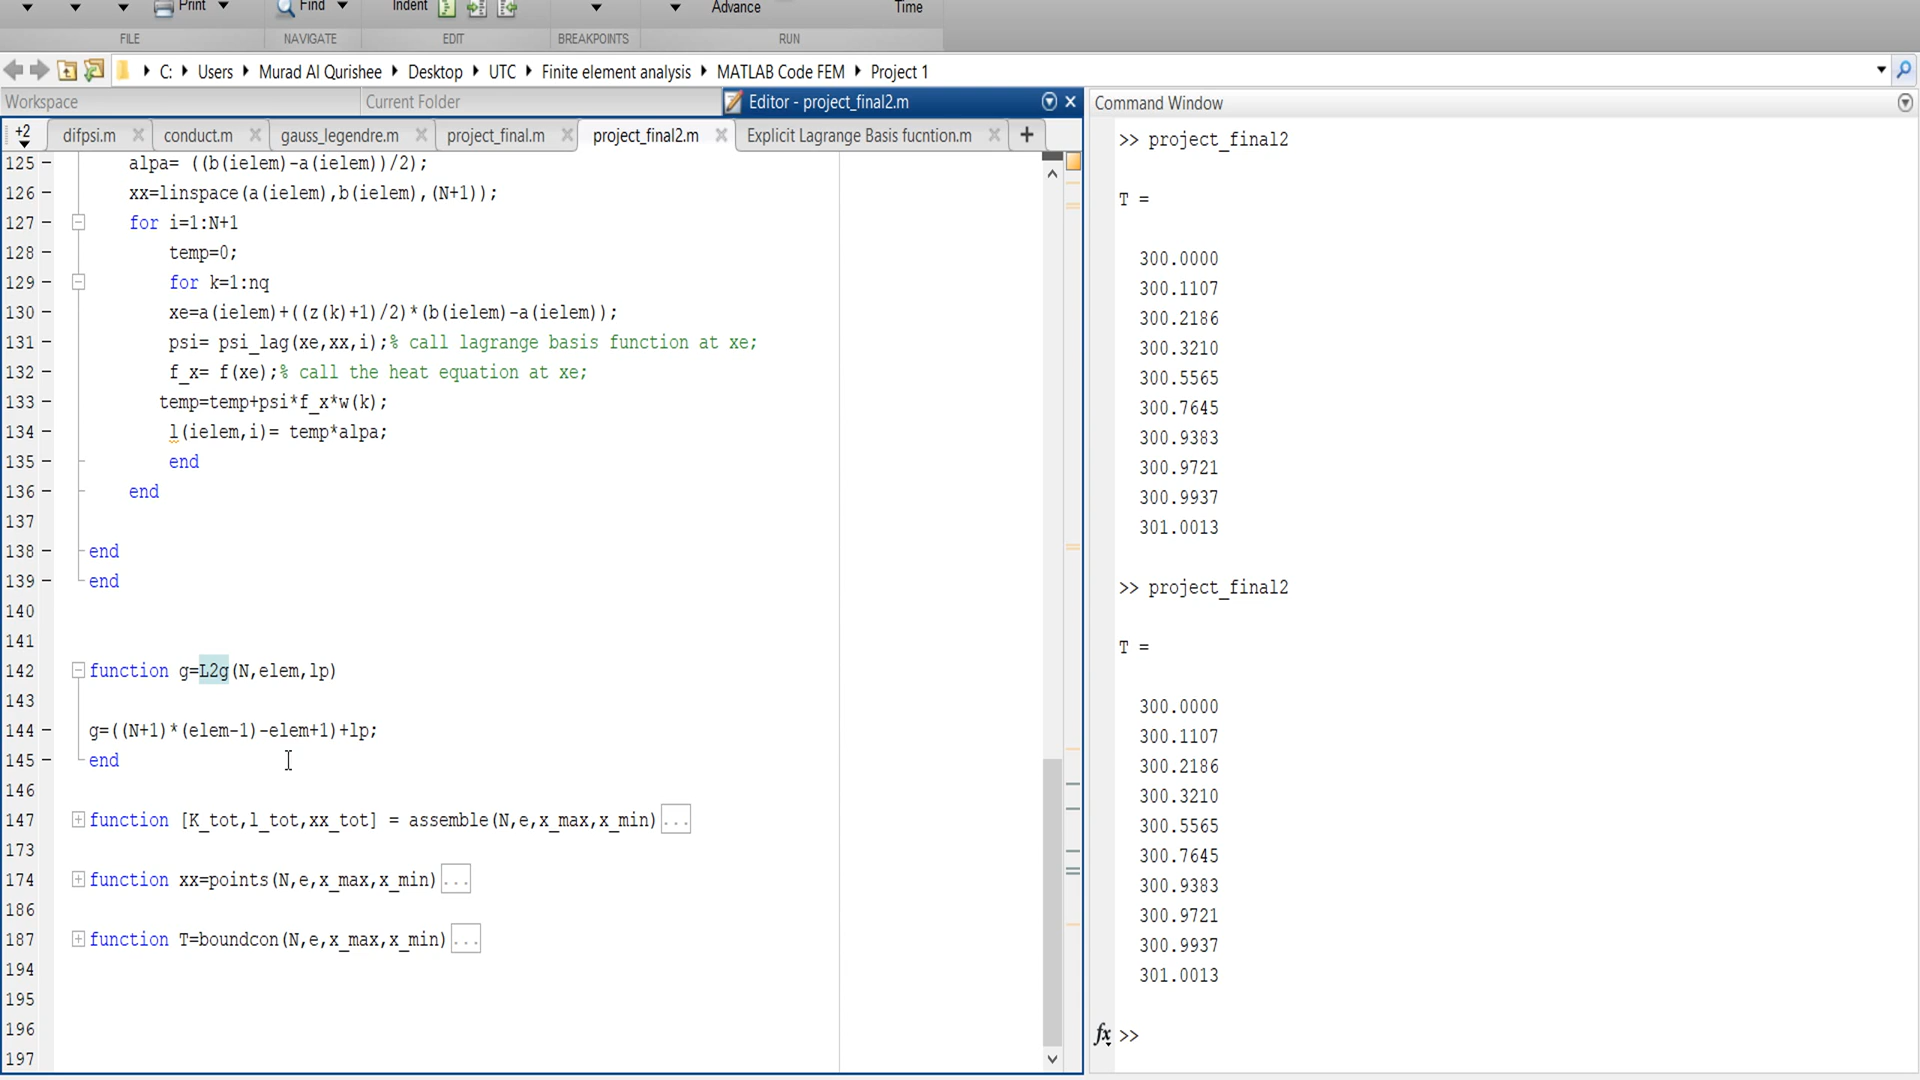 Print
Find
Indent
Advance
Time
FILE
NAVIGATE
EDIT
BREAKPOINTS
RUN
C: Users Murad Al Qurishee Desktop UTC Finite element analysis MATLAB Code FEM Project 1
Workspace
Current Folder
Editor - project_final2.m
+2
difpsi.m
conduct.m
gauss_legendre.m
project_final.m
project_final2.m
Explicit Lagrange Basis fucntion.m
125 alpa= ((b(ielem)-a(ielem))/2);
126 xx=linspace(a(ielem),b(ielem),(N+1));
127 for i=1:N+1
128 temp=0;
129 for k=1:nq
130 xe=a(ielem)+((z(k)+1)/2)*(b(ielem)-a(ielem));
131 psi= psi_lag(xe,xx,i);% call lagrange basis function at xe;
132 f_x= f(xe);% call the heat equation at xe;
133 temp=temp+psi*f_x*w(k);
134 l(ielem,i)= temp*alpa;
135 end
136 end
137
138 end
139 end
140
141
142 function g=L2g(N,elem,lp)
143
144 g=((N+1)*(elem-1)-elem+1)+lp;
145 end
146
147 function [K_tot,l_tot,xx_tot] = assemble(N,e,x_max,x_min) ...
173
174 function xx=points(N,e,x_max,x_min) ...
186
187 function T=boundcon(N,e,x_max,x_min) ...
194
195
196
197
Command Window
>> project_final2
T =
300.0000
300.1107
300.2186
300.3210
300.5565
300.7645
300.9383
300.9721
300.9937
301.0013
>> project_final2
T =
300.0000
300.1107
300.2186
300.3210
300.5565
300.7645
300.9383
300.9721
300.9937
301.0013
fx >>